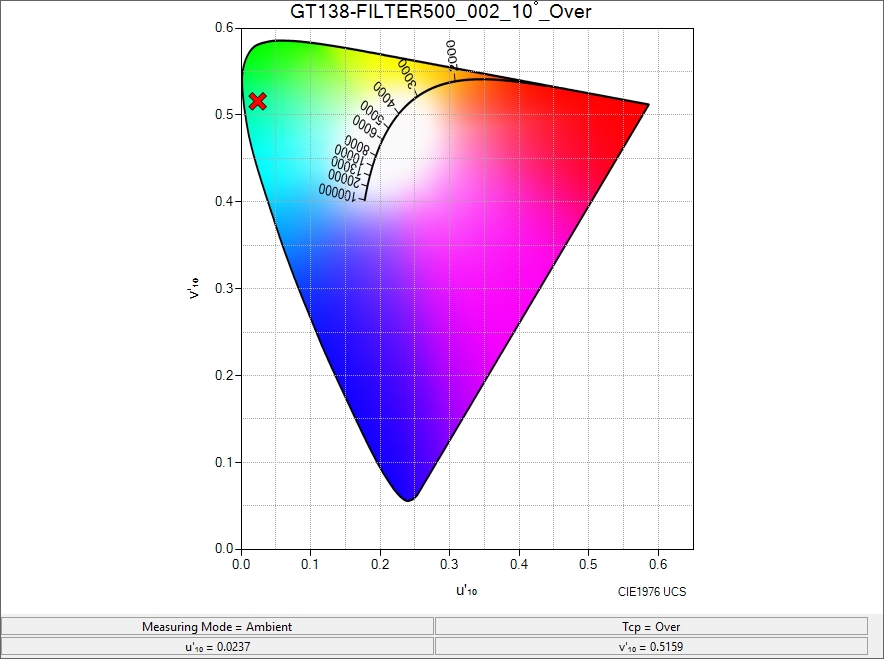 GT138-FILTER500_002_10°_Over
0.6
0.5
0.4
0.3
0.2
0.1
0.0
v'₁₀
2000
3000
4000
5000
6000
8000
10000
13000
20000
100000
0.0 0.1 0.2 0.3 0.4 0.5 0.6
u'₁₀
CIE1976 UCS
Measuring Mode = Ambient
Tcp = Over
u'₁₀ = 0.0237
v'₁₀ = 0.5159